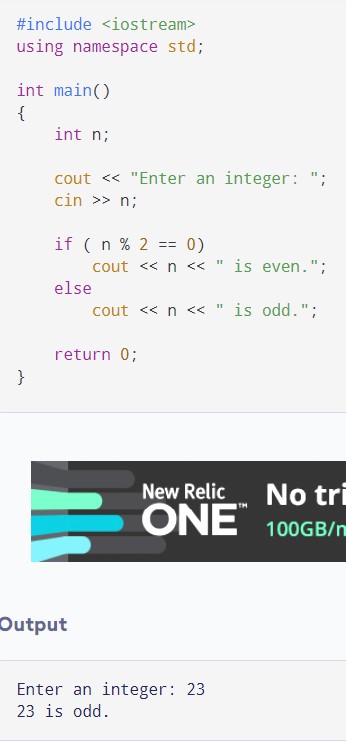 #include <iostream>
using namespace std;
int main()
{
    int n;
    cout << "Enter an integer: ";
    cin >> n;
    if ( n % 2 == 0)
        cout << n << " is even.";
    else
        cout << n << " is odd.";
    return 0;
}
New Relic
ONE™
No tri
100GB/m
Output
Enter an integer: 23
23 is odd.